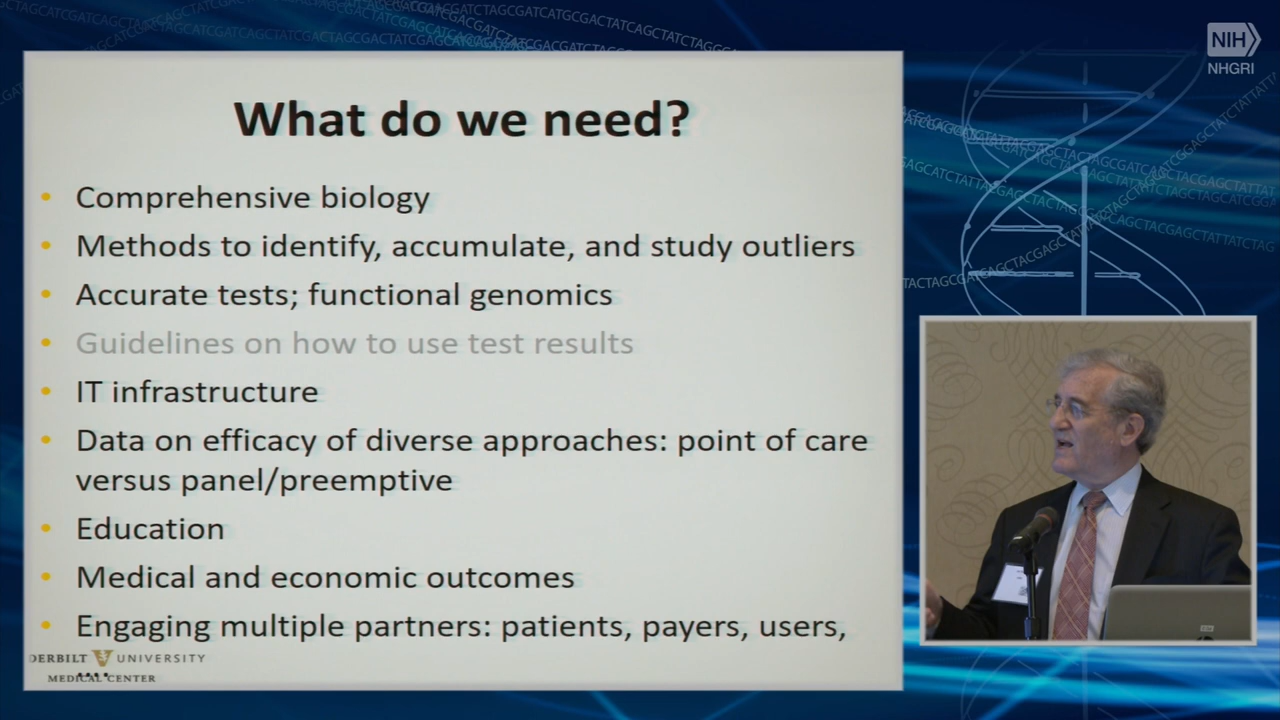 NIH
NHGRI
What do we need?
• Comprehensive biology
• Methods to identify, accumulate, and study outliers
• Accurate tests; functional genomics
• Guidelines on how to use test results
• IT infrastructure
• Data on efficacy of diverse approaches: point of care
versus panel/preemptive
• Education
• Medical and economic outcomes
• Engaging multiple partners: patients, payers, users,
....
DERBILT V UNIVERSITY
MEDICAL CENTER